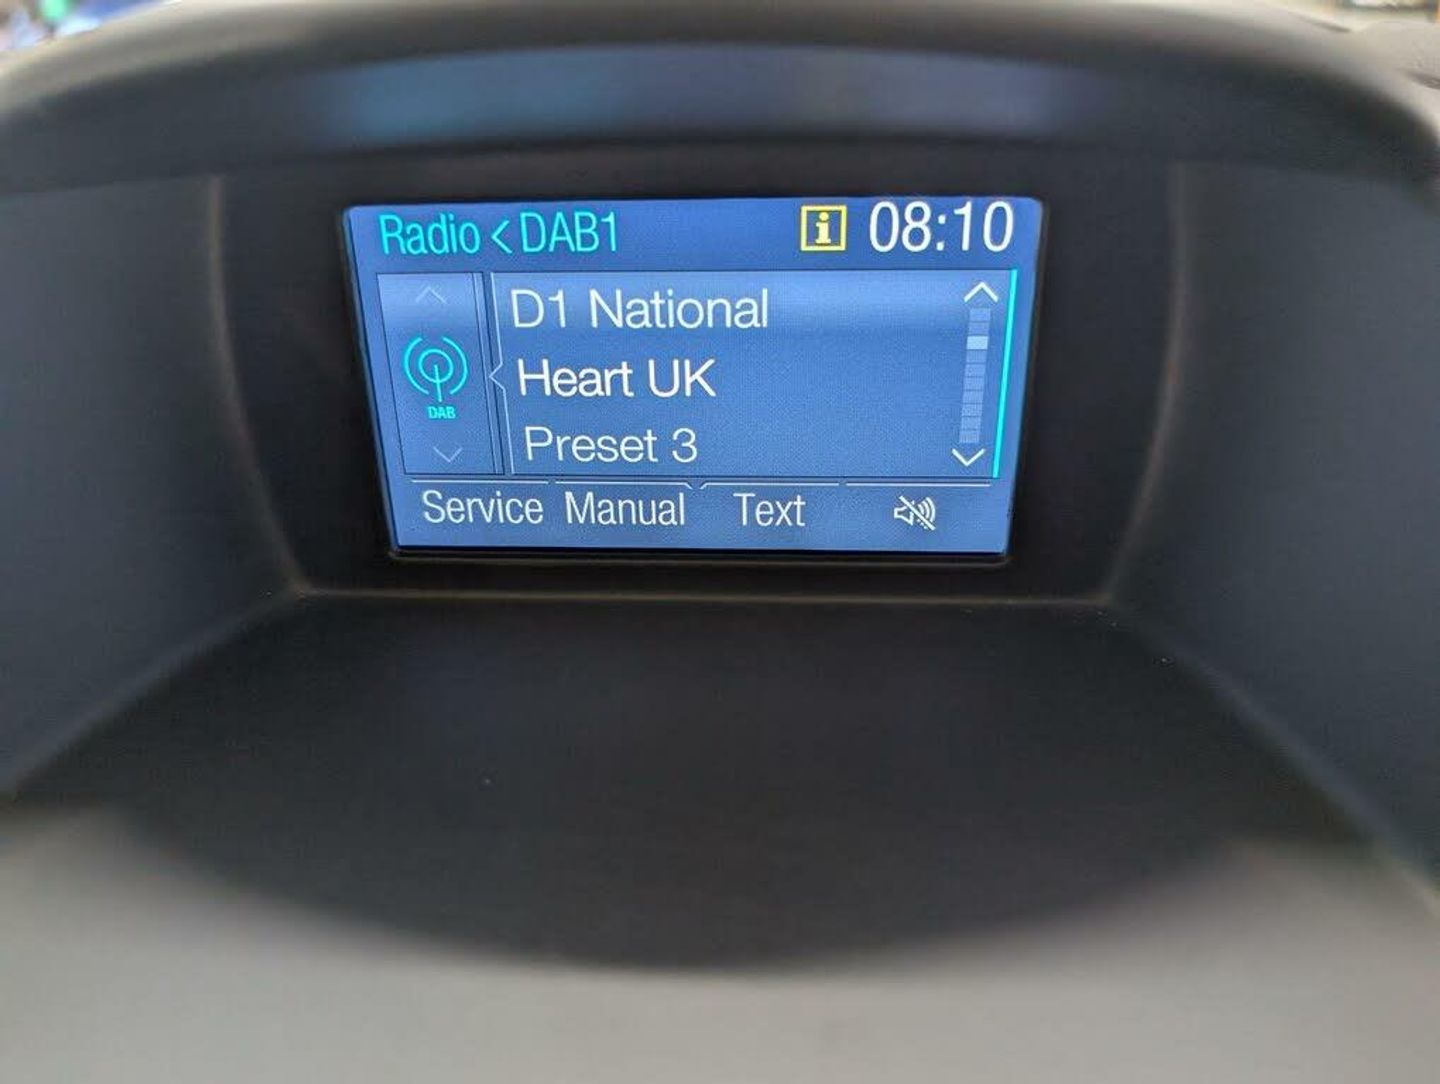 Radio < DAB1 i 08:10
D1 National
Heart UK
DAB
Preset 3
Service Manual Text